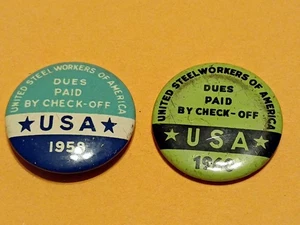 UNITED STEELWORKERS OF AMERICA
DUES
PAID
BY CHECK-OFF
★ USA ★
1958
UNITED STEELWORKERS OF AMERICA
DUES
PAID
BY CHECK-OFF
★ USA ★